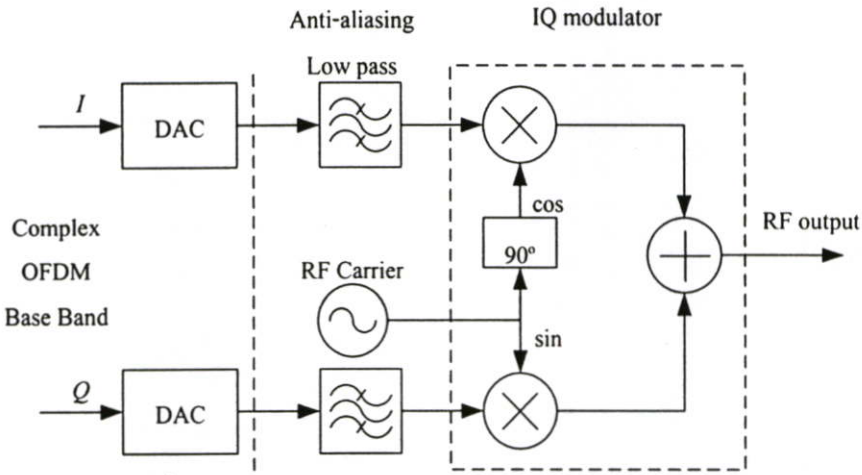 Anti-aliasing
IQ modulator
Low pass
I
DAC
cos
Complex
OFDM
Base Band
90º
RF output
RF Carrier
sin
Q
DAC